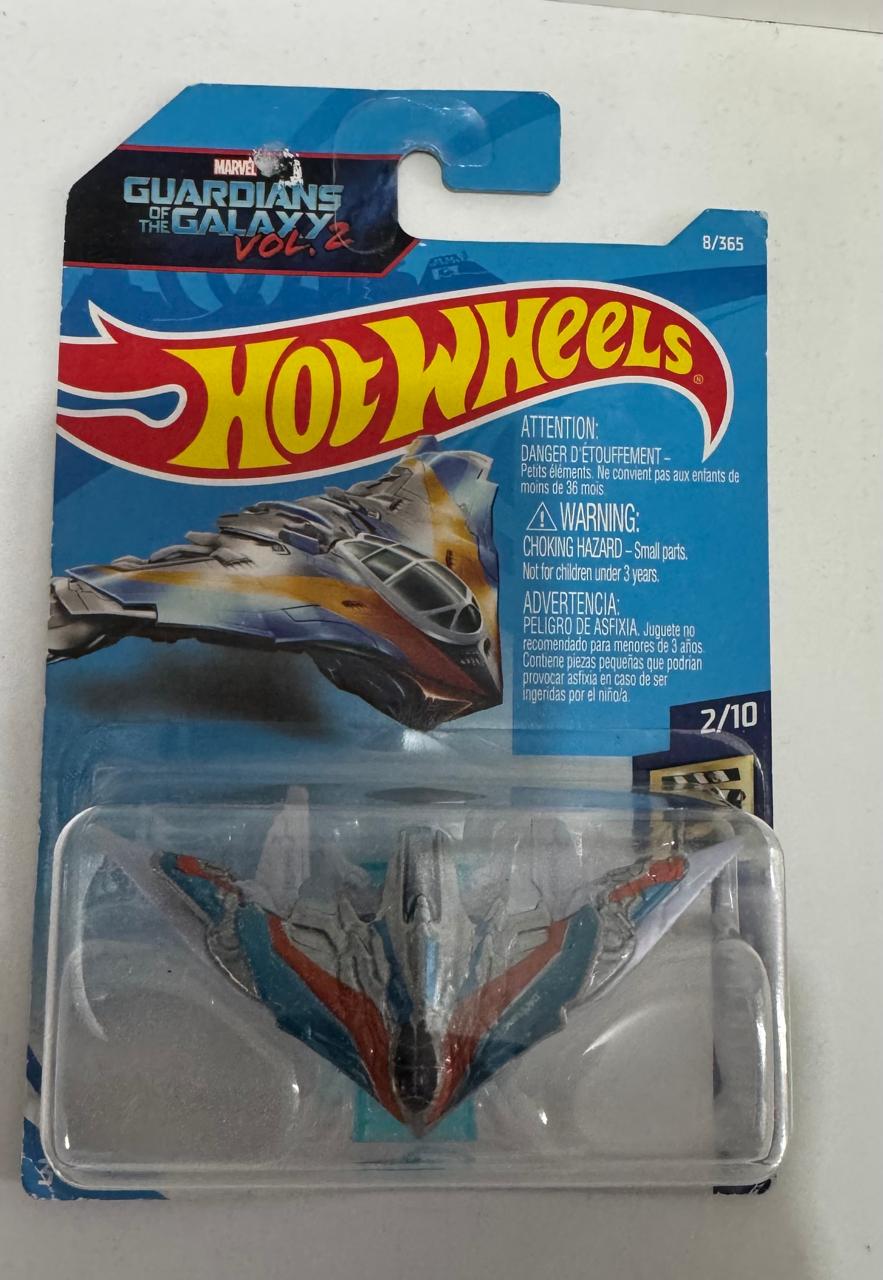 MARVEL
GUARDIANS
OF
THE GALAXY
VOL. 2
8/365
HOT WHEELS®
ATTENTION:
DANGER D'ÉTOUFFEMENT –
Petits éléments. Ne convient pas aux enfants de
moins de 36 mois
⚠ WARNING:
CHOKING HAZARD – Small parts.
Not for children under 3 years.
ADVERTENCIA:
PELIGRO DE ASFIXIA. Juguete no
recomendado para menores de 3 años.
Contiene piezas pequeñas que podrían
provocar asfixia en caso de ser
ingeridas por el niño/a.
2/10